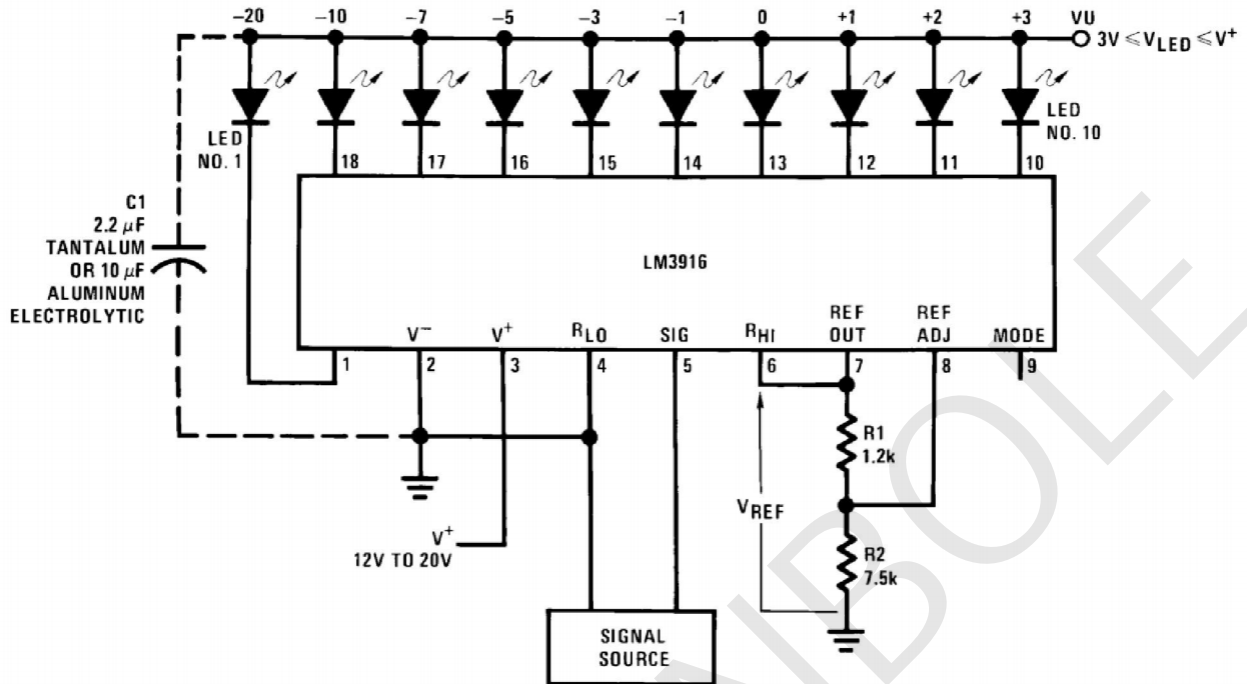 −20 −10 −7 −5 −3 −1 0 +1 +2 +3 VU
3V ≤ VLED ≤ V+
LED
NO. 1
LED
NO. 10
18 17 16 15 14 13 12 11 10
C1
2.2 μF
TANTALUM
OR 10 μF
ALUMINUM
ELECTROLYTIC
LM3916
V− V+ RLO SIG RHI REF OUT REF ADJ MODE
1 2 3 4 5 6 7 8 9
R1
1.2k
VREF
V+
12V TO 20V
R2
7.5k
SIGNAL
SOURCE